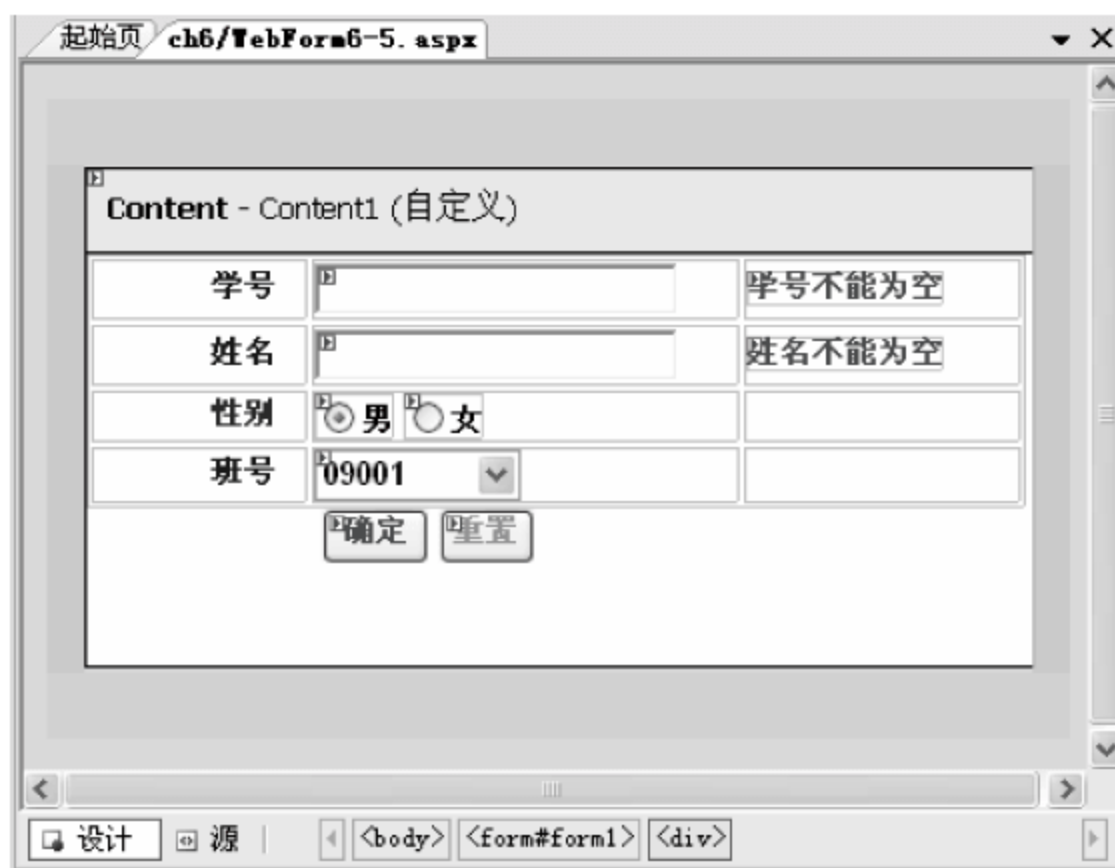 起始页 ch6/WebForm6-5.aspx
Content - Content1 (自定义)
学号 学号不能为空
姓名 姓名不能为空
性别 男 女
班号 09001
确定 重置
设计 源 <body> <form#form1> <div>